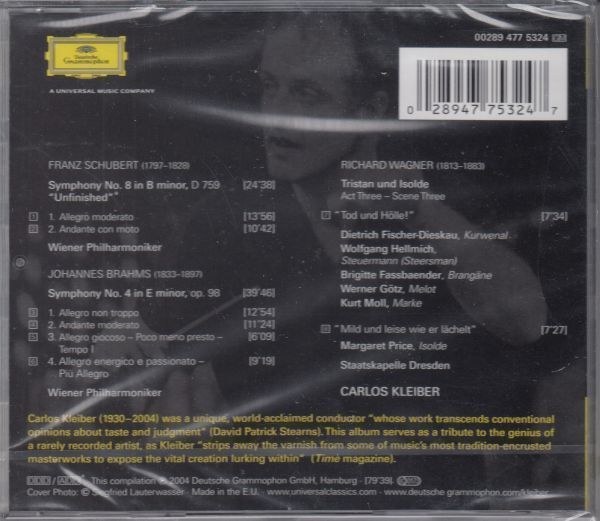 Deutsche
Grammophon
A UNIVERSAL MUSIC COMPANY
00289 477 5324
0 28947 75324 7
FRANZ SCHUBERT (1797–1828)
Symphony No. 8 in B minor, D 759 [24'38]
"Unfinished"
1 1. Allegro moderato [13'56]
2 2. Andante con moto [10'42]
Wiener Philharmoniker
JOHANNES BRAHMS (1833–1897)
Symphony No. 4 in E minor, op. 98 [39'46]
3 1. Allegro non troppo [12'54]
4 2. Andante moderato [11'24]
5 3. Allegro giocoso – Poco meno presto – [6'09]
Tempo I
6 4. Allegro energico e passionato – [9'19]
Più Allegro
Wiener Philharmoniker
RICHARD WAGNER (1813–1883)
Tristan und Isolde
Act Three – Scene Three
7 "Tod und Hölle!" [7'34]
Dietrich Fischer-Dieskau, Kurwenal
Wolfgang Hellmich,
Steuermann (Steersman)
Brigitte Fassbaender, Brangäne
Werner Götz, Melot
Kurt Moll, Marke
8 "Mild und leise wie er lächelt" [7'27]
Margaret Price, Isolde
Staatskapelle Dresden
CARLOS KLEIBER
Carlos Kleiber (1930–2004) was a unique, world-acclaimed conductor "whose work transcends conventional
opinions about taste and judgment" (David Patrick Stearns). This album serves as a tribute to the genius of
a rarely recorded artist, as Kleiber "strips away the varnish from some of music's most tradition-encrusted
masterworks to expose the vital creation lurking within" (Time magazine).
This compilation ℗ 2004 Deutsche Grammophon GmbH, Hamburg · [79'39]
Cover Photo: © Siegfried Lauterwasser · Made in the E.U. www.universalclassics.com · www.deutschegrammophon.com/kleiber